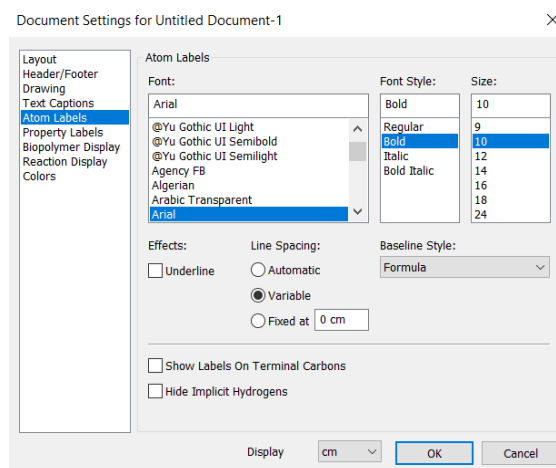 Document Settings for Untitled Document-1
Layout
Header/Footer
Drawing
Text Captions
Atom Labels
Property Labels
Biopolymer Display
Reaction Display
Colors
Atom Labels
Font:
Arial
@Yu Gothic UI Light
@Yu Gothic UI Semibold
@Yu Gothic UI Semilight
Agency FB
Algerian
Arabic Transparent
Arial
Font Style:
Bold
Regular
Bold
Italic
Bold Italic
Size:
10
9
10
12
14
16
18
24
Effects:
Underline
Line Spacing:
Automatic
Variable
Fixed at 0 cm
Baseline Style:
Formula
Show Labels On Terminal Carbons
Hide Implicit Hydrogens
Display cm OK Cancel